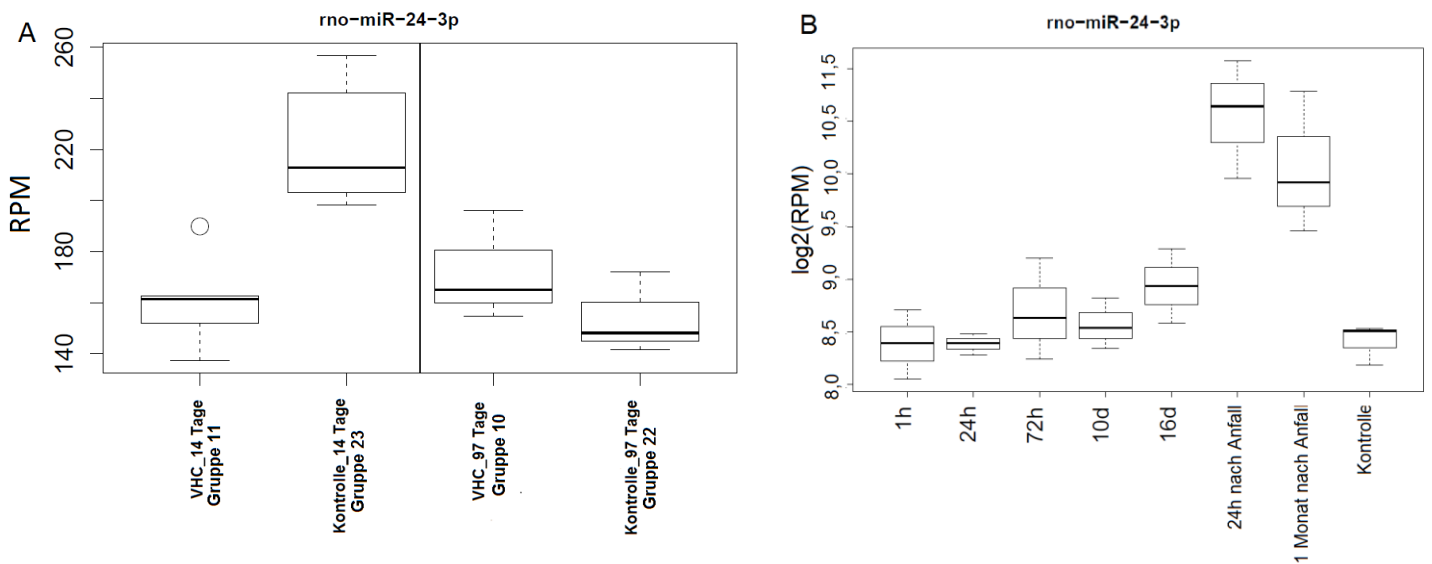 A
rno-miR-24-3p
RPM
260
220
180
140
VHC_14 Tage
Gruppe 11
Kontrolle_14 Tage
Gruppe 23
VHC_97 Tage
Gruppe 10
Kontrolle_97 Tage
Gruppe 22
B
rno-miR-24-3p
log2(RPM)
11,5
10,5
10,0
9,5
9,0
8,5
8,0
1h
24h
72h
10d
16d
24h nach Anfall
1 Monat nach Anfall
Kontrolle